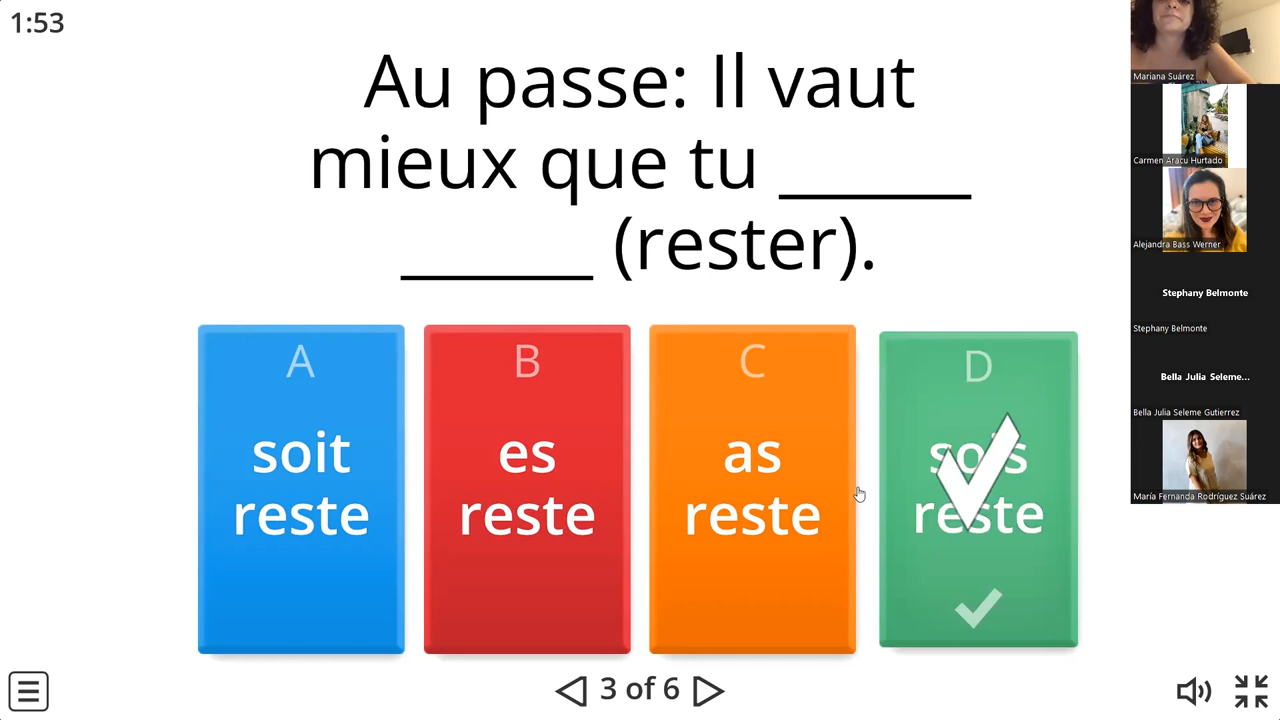 1:53
Au passe: Il vaut
mieux que tu ______
______ (rester).
A
soit
reste
B
es
reste
C
as
reste
D
sois
reste
3 of 6
Mariana Suárez
Carmen Aracu Hurtado
Alejandra Bass Werner
Stephany Belmonte
Stephany Belmonte
Bella Julia Seleme...
Bella Julia Seleme Gutierrez
María Fernanda Rodríguez Suárez